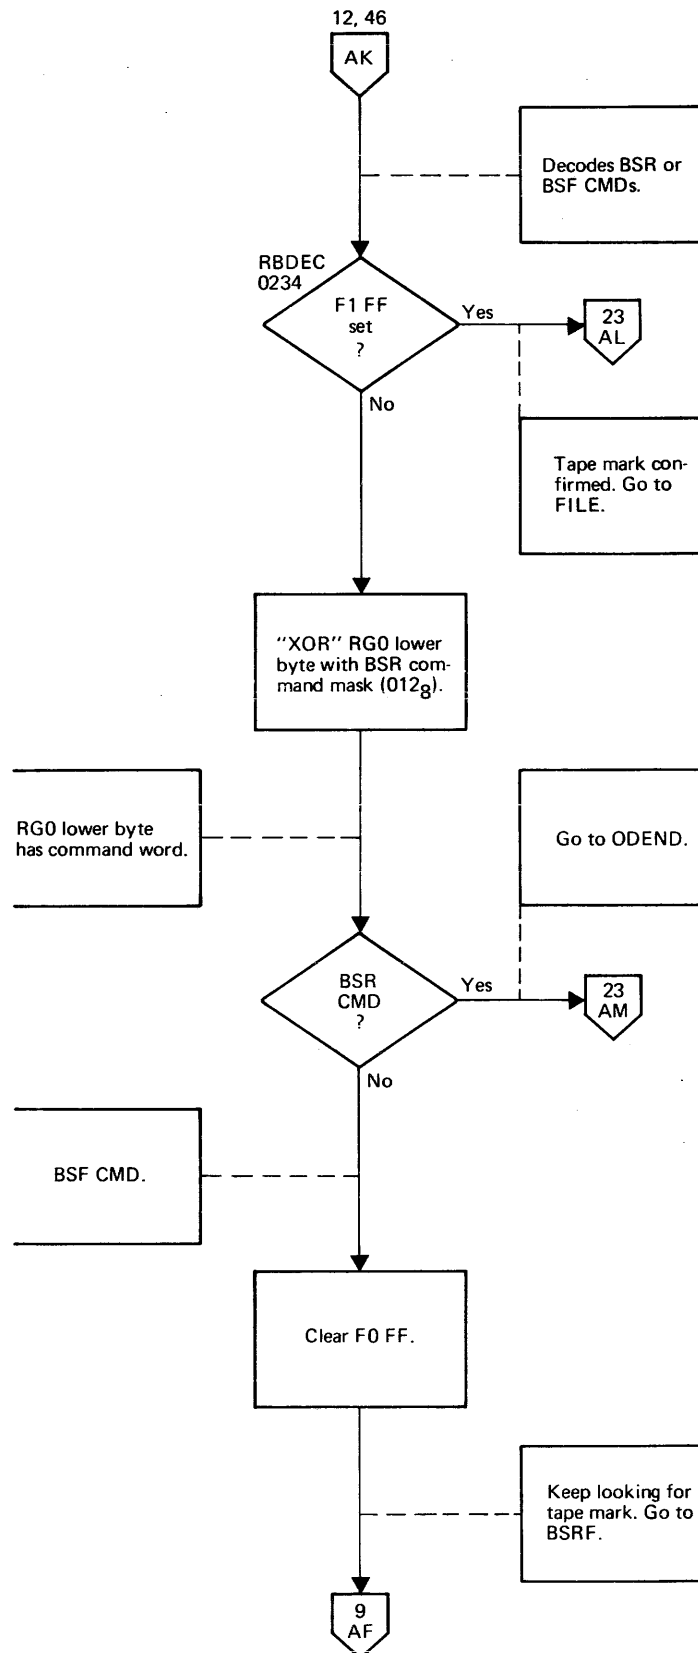 12, 46
AK
Decodes BSR or
BSF CMDs.
RBDEC
0234
F1 FF
set
?
Yes
23
AL
No
Tape mark con-
firmed. Go to
FILE.
“XOR” RG0 lower
byte with BSR com-
mand mask (012₈).
RG0 lower byte
has command word.
Go to ODEND.
BSR
CMD
?
Yes
23
AM
No
BSF CMD.
Clear F0 FF.
Keep looking for
tape mark. Go to
BSRF.
9
AF